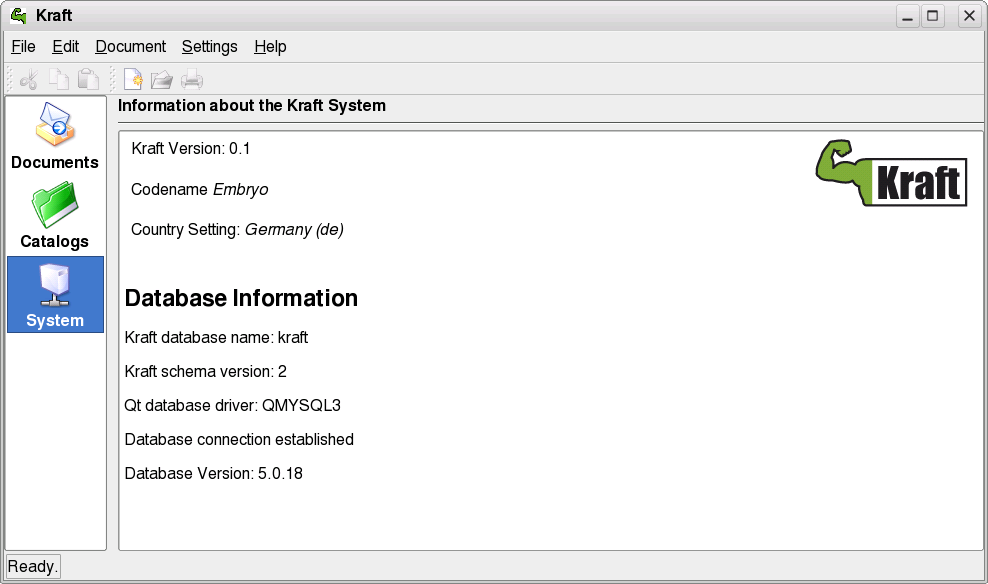 Kraft
File Edit Document Settings Help
Information about the Kraft System
Documents
Catalogs
System
Kraft Version: 0.1
Kraft
Codename Embryo
Country Setting: Germany (de)
Database Information
Kraft database name: kraft
Kraft schema version: 2
Qt database driver: QMYSQL3
Database connection established
Database Version: 5.0.18
Ready.